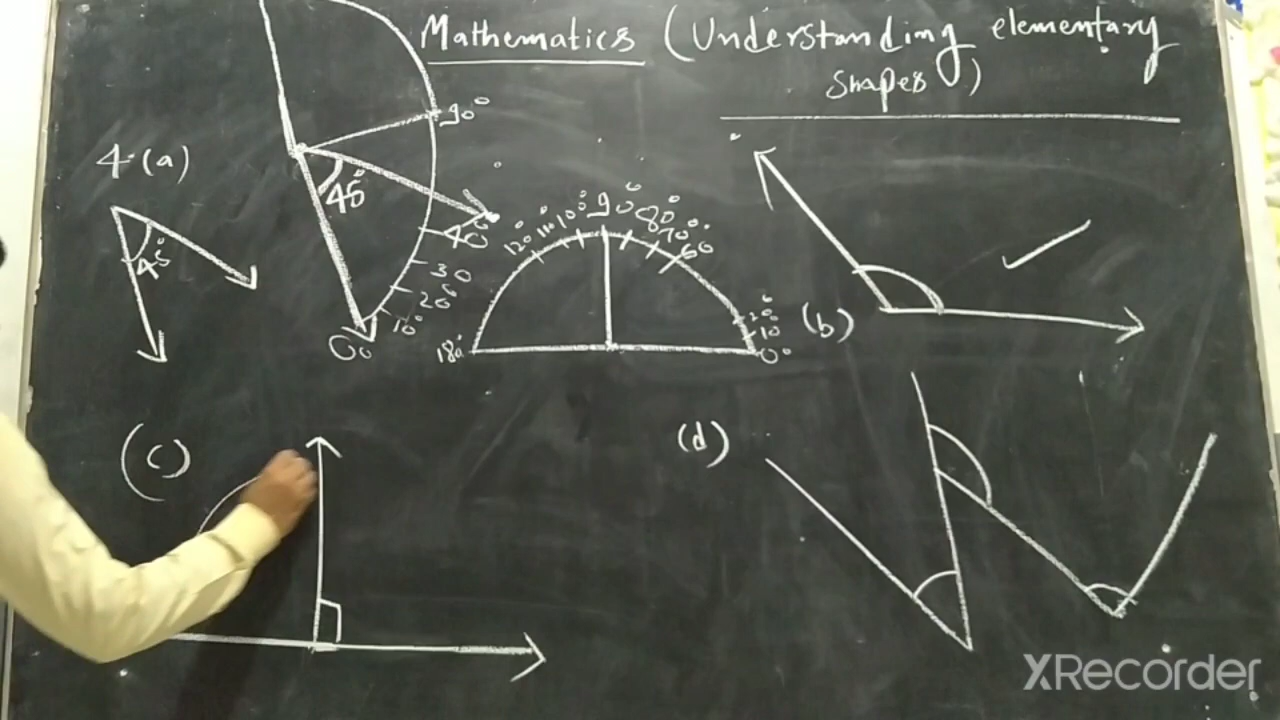 Mathematics (Understanding elementary
Shapes)
4.(a)
45°
90°
45°
40°
30
20°
10°
0°
180°
120°
110°
100°
90°
80°
70°
60
20°
10
0°
(b)
(c)
(d)
XRecorder